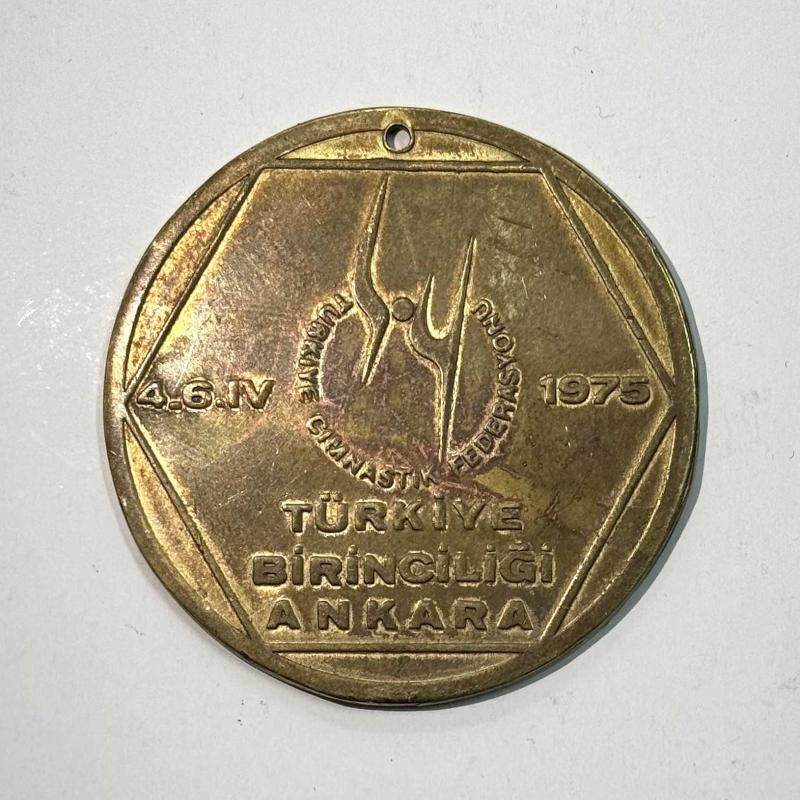 TÜRKİYE CİMNASTİK FEDERASYONU
4.6.IV 1975
TÜRKİYE
BİRİNCİLİĞİ
ANKARA